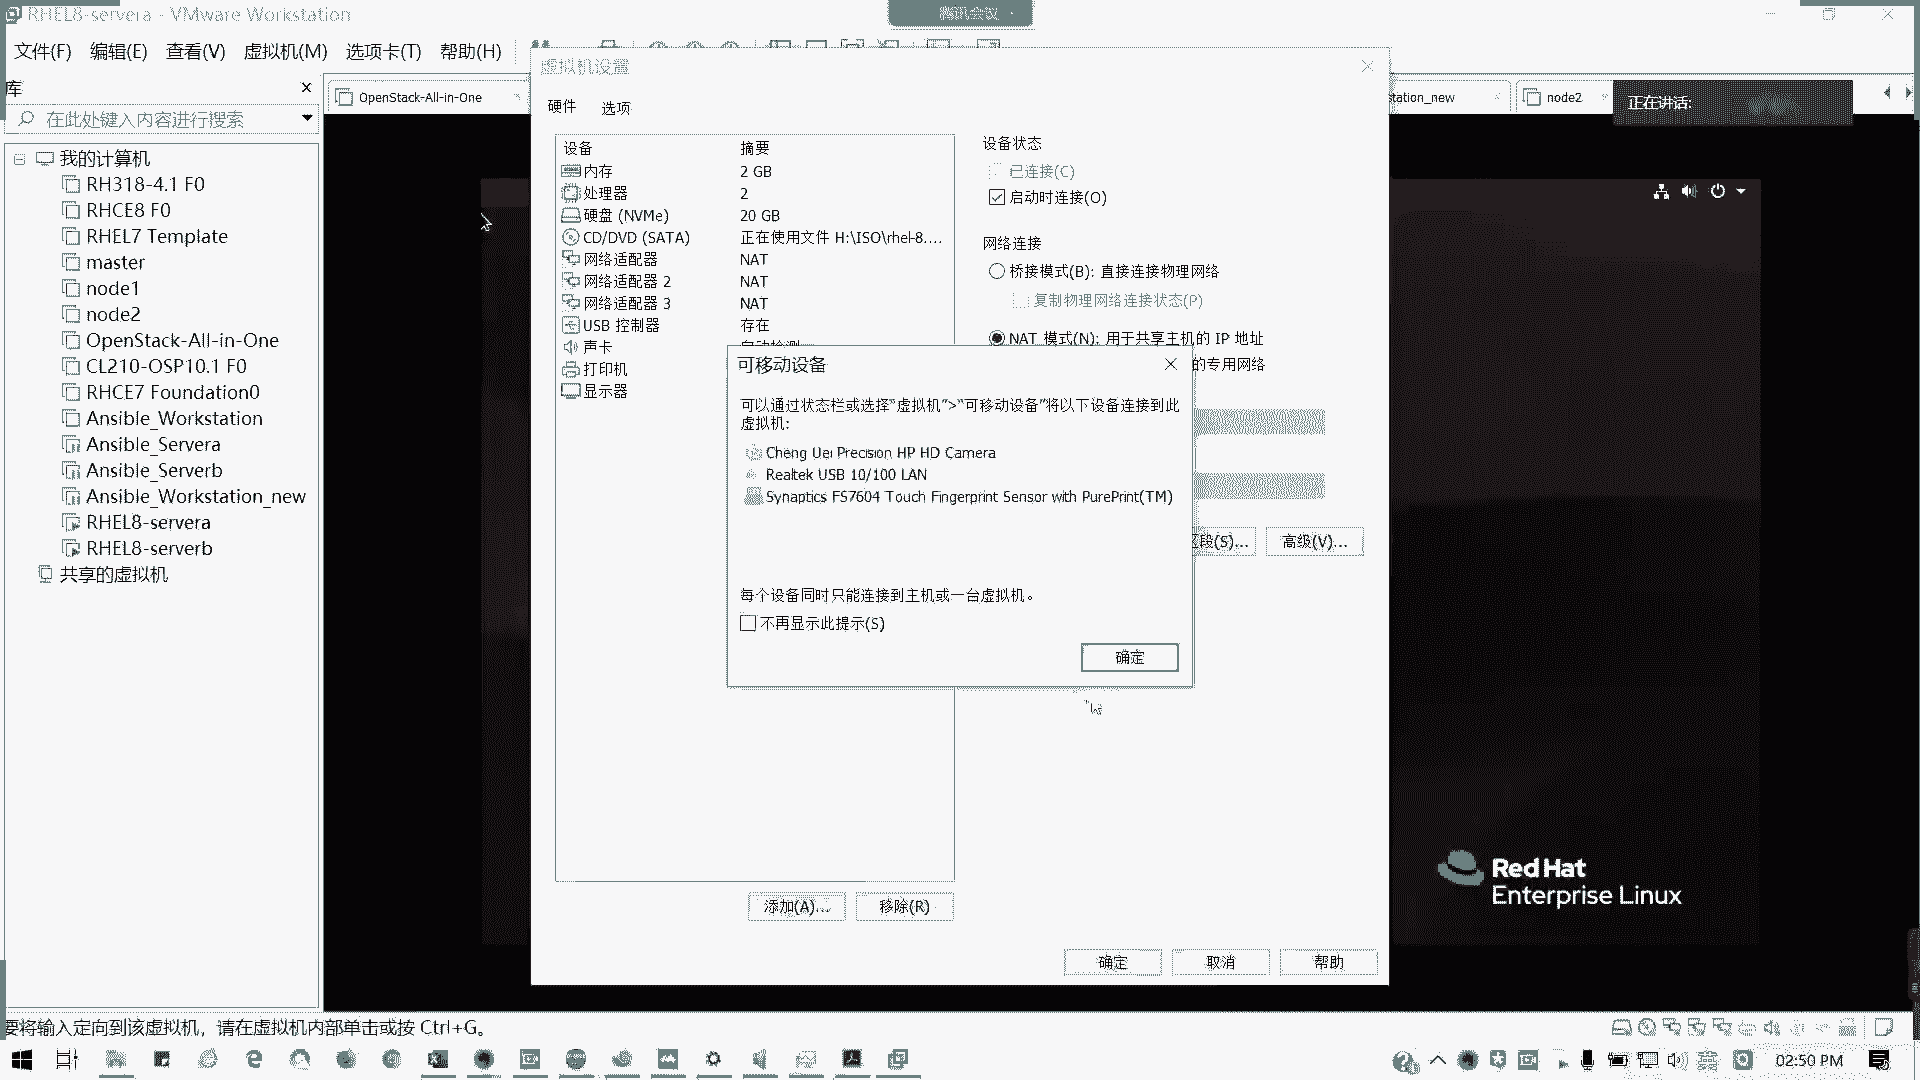 RHEL8-servera - VMware Workstation
腾讯会议
文件(F) 编辑(E) 查看(V) 虚拟机(M) 选项卡(T) 帮助(H)
库
在此处键入内容进行搜索
我的计算机
RH318-4.1 F0
RHCE8 F0
RHEL7 Template
master
node1
node2
OpenStack-All-in-One
CL210-OSP10.1 F0
RHCE7 Foundation0
Ansible_Workstation
Ansible_Servera
Ansible_Serverb
Ansible_Workstation_new
RHEL8-servera
RHEL8-serverb
共享的虚拟机
OpenStack-All-in-One
station_new
node2
正在讲话:
虚拟机设置
硬件 选项
设备 摘要
内存 2 GB
处理器 2
硬盘 (NVMe) 20 GB
CD/DVD (SATA) 正在使用文件 H:\ISO\rhel-8....
网络适配器 NAT
网络适配器 2 NAT
网络适配器 3 NAT
USB 控制器 存在
声卡 自动检测
打印机
显示器
设备状态
已连接(C)
启动时连接(O)
网络连接
桥接模式(B): 直接连接物理网络
复制物理网络连接状态(P)
NAT 模式(N): 用于共享主机的 IP 地址
的专用网络
区段(S)... 高级(V)...
可移动设备
可以通过状态栏或选择“虚拟机”>“可移动设备”将以下设备连接到此
虚拟机:
Cheng Uei Precision HP HD Camera
Realtek USB 10/100 LAN
Synaptics FS7604 Touch Fingerprint Sensor with PurePrint(TM)
每个设备同时只能连接到主机或一台虚拟机。
不再显示此提示(S)
确定
添加(A)... 移除(R)
确定 取消 帮助
Red Hat
Enterprise Linux
要将输入定向到该虚拟机，请在虚拟机内部单击或按 Ctrl+G。
英
02:50 PM